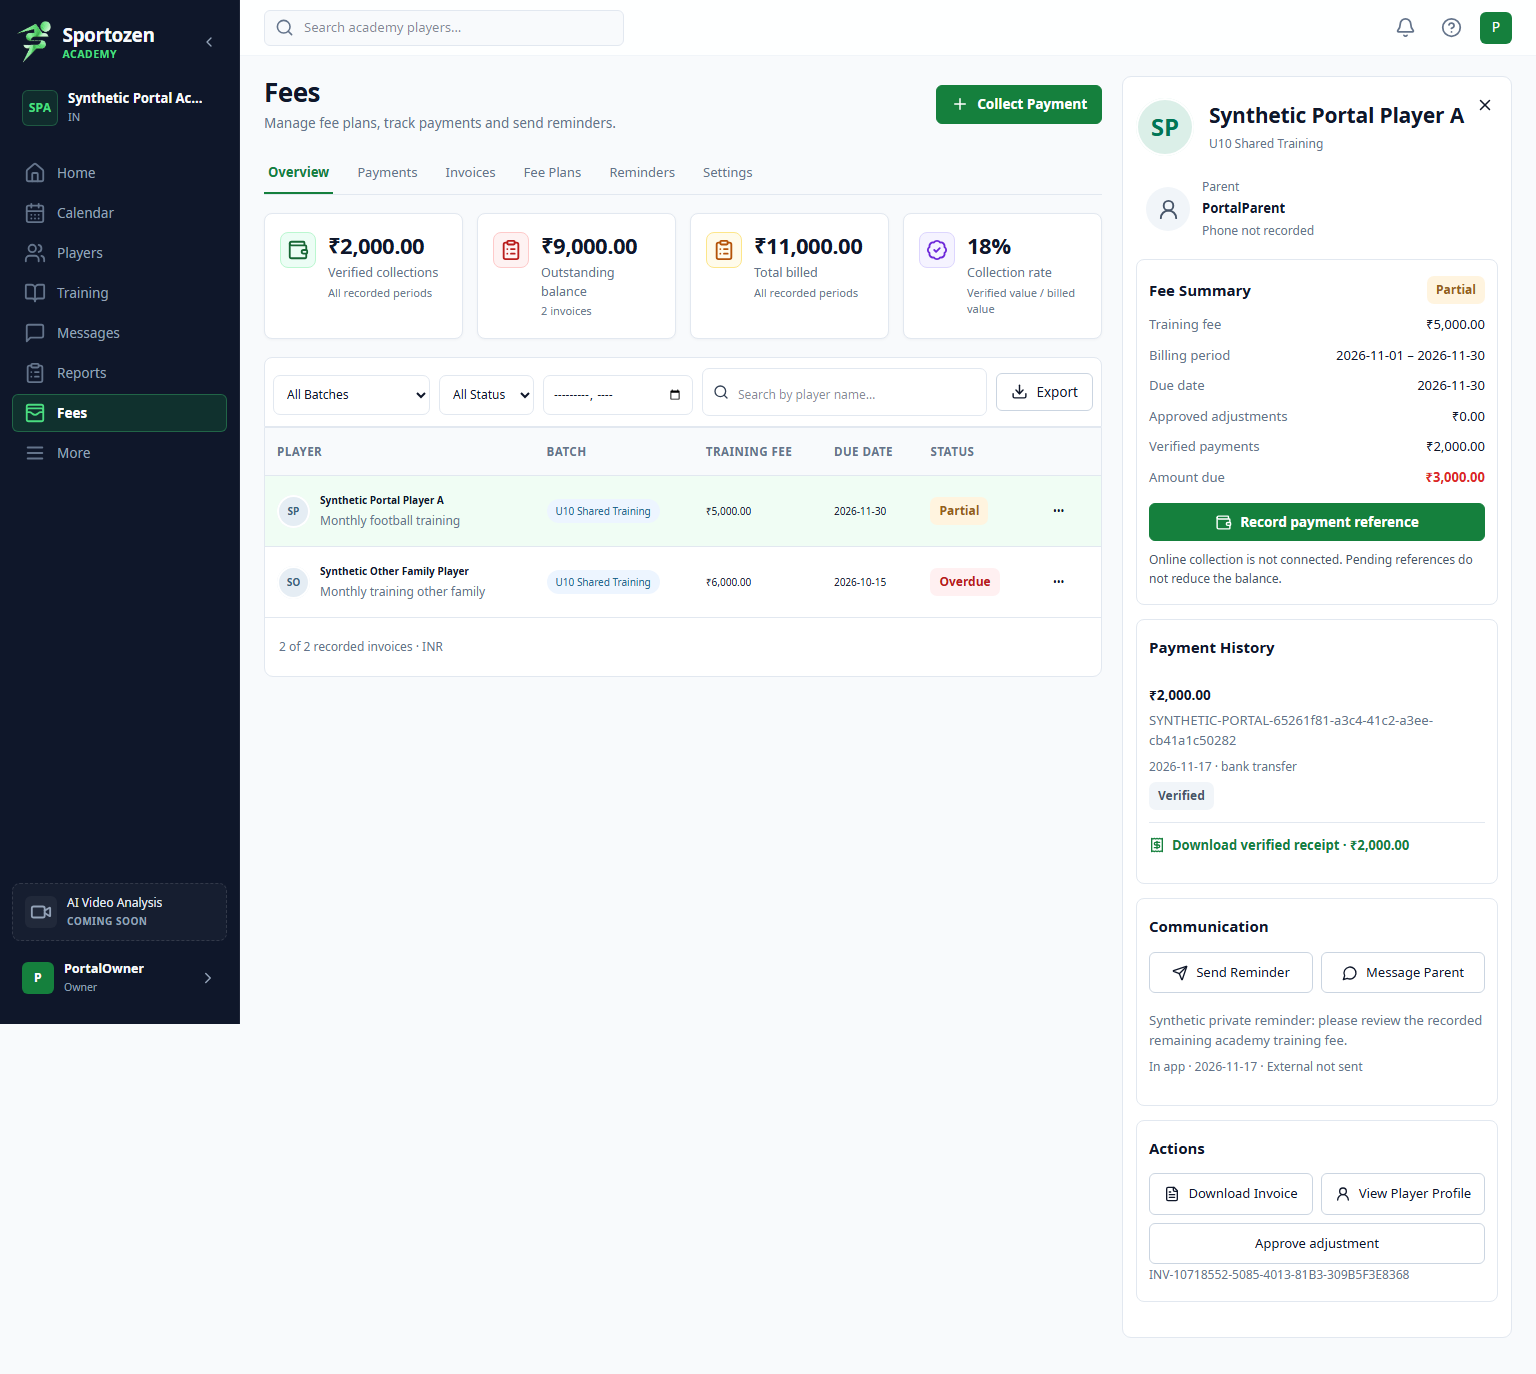 Sportozen
ACADEMY
SPA
Synthetic Portal Ac...
IN
Home
Calendar
Players
Training
Messages
Reports
Fees
More
AI Video Analysis
COMING SOON
P
PortalOwner
Owner
Search academy players...
P
Fees
Manage fee plans, track payments and send reminders.
Collect Payment
Overview
Payments
Invoices
Fee Plans
Reminders
Settings
₹2,000.00
Verified collections
All recorded periods
₹9,000.00
Outstanding
balance
2 invoices
₹11,000.00
Total billed
All recorded periods
18%
Collection rate
Verified value / billed
value
All Batches
All Status
---------, ----
Search by player name...
Export
PLAYER BATCH TRAINING FEE DUE DATE STATUS
SP
Synthetic Portal Player A
Monthly football training
U10 Shared Training
₹5,000.00
2026-11-30
Partial
...
SO
Synthetic Other Family Player
Monthly training other family
U10 Shared Training
₹6,000.00
2026-10-15
Overdue
...
2 of 2 recorded invoices · INR
SP
Synthetic Portal Player A
U10 Shared Training
Parent
PortalParent
Phone not recorded
Fee Summary
Partial
Training fee ₹5,000.00
Billing period 2026-11-01 – 2026-11-30
Due date 2026-11-30
Approved adjustments ₹0.00
Verified payments ₹2,000.00
Amount due ₹3,000.00
Record payment reference
Online collection is not connected. Pending references do
not reduce the balance.
Payment History
₹2,000.00
SYNTHETIC-PORTAL-65261f81-a3c4-41c2-a3ee-
cb41a1c50282
2026-11-17 · bank transfer
Verified
Download verified receipt · ₹2,000.00
Communication
Send Reminder
Message Parent
Synthetic private reminder: please review the recorded
remaining academy training fee.
In app · 2026-11-17 · External not sent
Actions
Download Invoice
View Player Profile
Approve adjustment
INV-10718552-5085-4013-81B3-309B5F3E8368